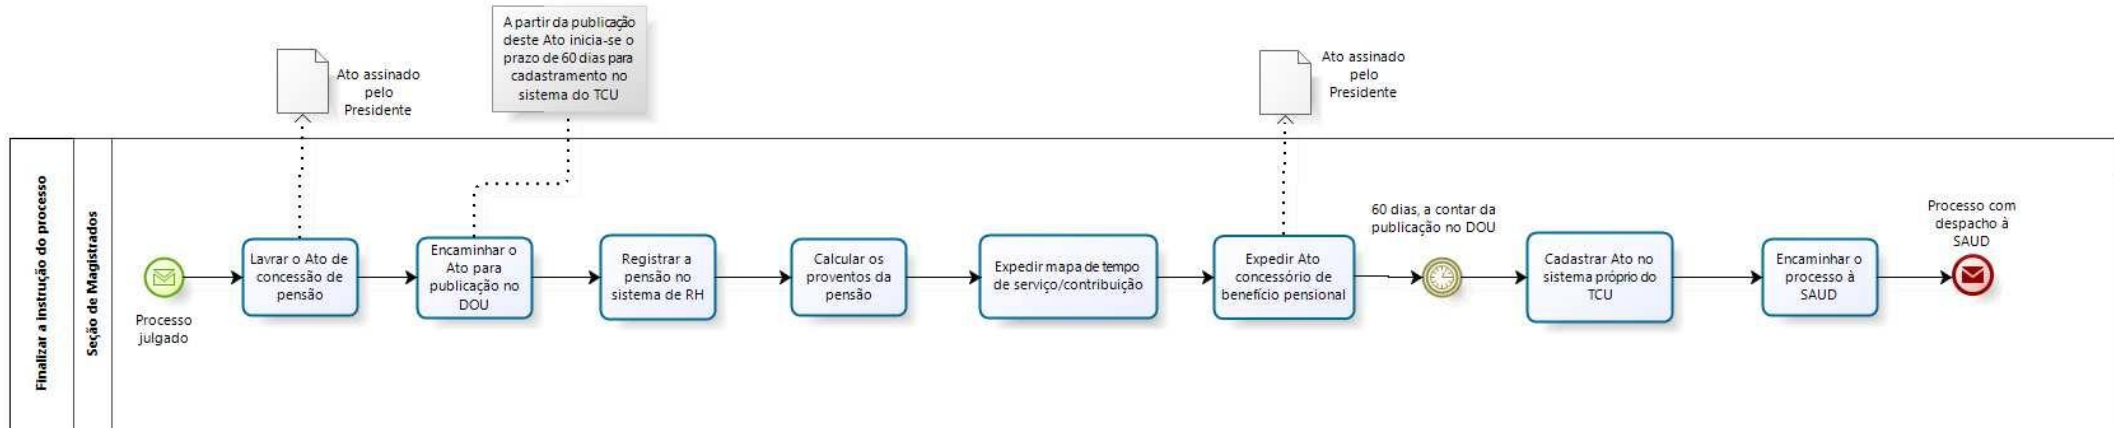 A partir da publicação
deste Ato inicia-se o
prazo de 60 dias para
cadastramento no
sistema do TCU
Ato assinado
pelo
Presidente
Ato assinado
pelo
Presidente
Finalizar a instrução do processo
Seção de Magistrados
Processo
julgado
Lavrar o Ato de
concessão de
pensão
Encaminhar o
Ato para
publicação no
DOU
Registrar a
pensão no
sistema de RH
Calcular os
proventos da
pensão
Expedir mapa de tempo
de serviço/contribuição
Expedir Ato
concessório de
benefício pensional
60 dias, a contar da
publicação no DOU
Cadastrar Ato no
sistema próprio do
TCU
Encaminhar o
processo à
SAUD
Processo com
despacho à
SAUD